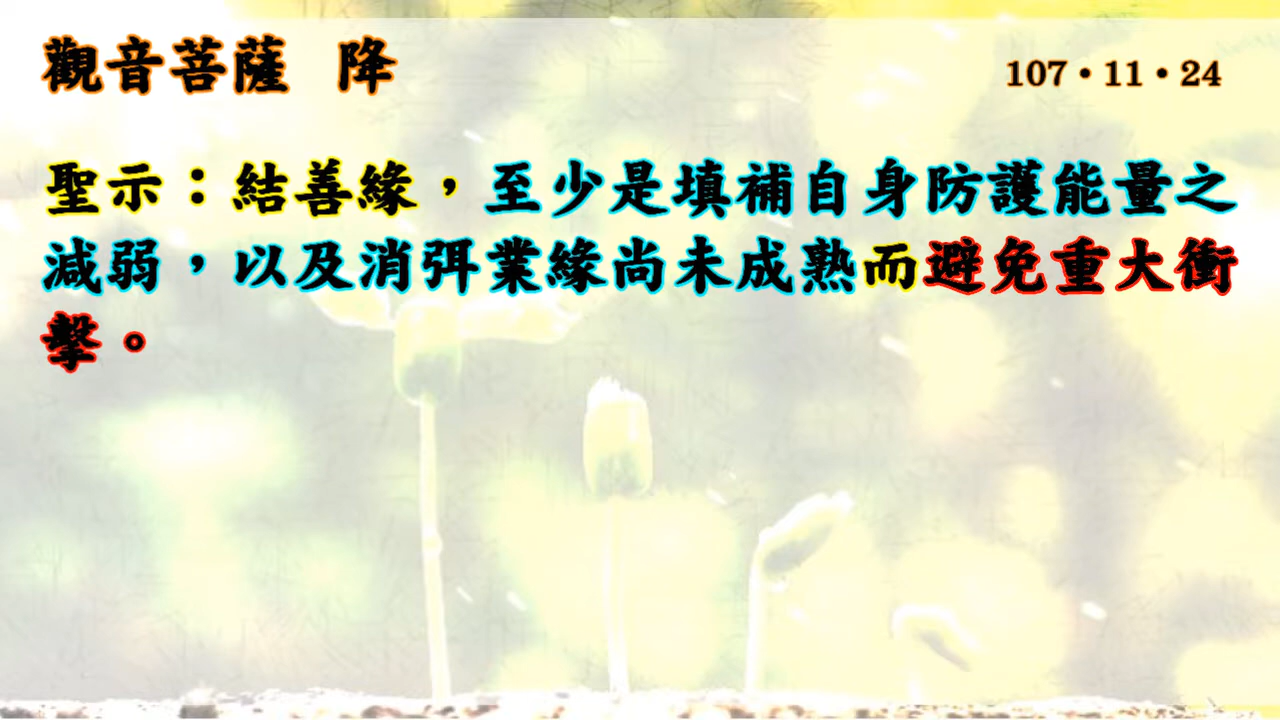 觀音菩薩 降
107・11・24
聖示：結善緣，至少是填補自身防護能量之
減弱，以及消弭業緣尚未成熟而避免重大衝
擊。